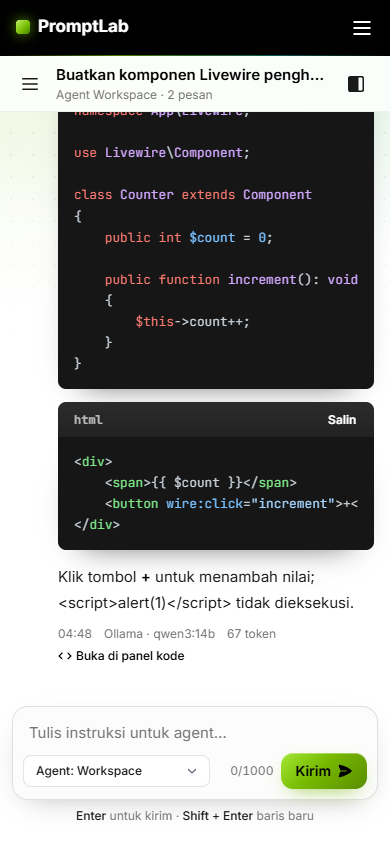 PromptLab
Buatkan komponen Livewire pengh...
Agent Workspace · 2 pesan
namespace App\Livewire;
use Livewire\Component;
class Counter extends Component
{
public int $count = 0;
public function increment(): void
{
$this->count++;
}
}
html
Salin
<div>
<span>{{ $count }}</span>
<button wire:click="increment">+<
</div>
Klik tombol + untuk menambah nilai;
<script>alert(1)</script> tidak dieksekusi.
04:48 Ollama · qwen3:14b 67 token
Buka di panel kode
Tulis instruksi untuk agent...
Agent: Workspace
0/1000
Kirim
Enter untuk kirim · Shift + Enter baris baru